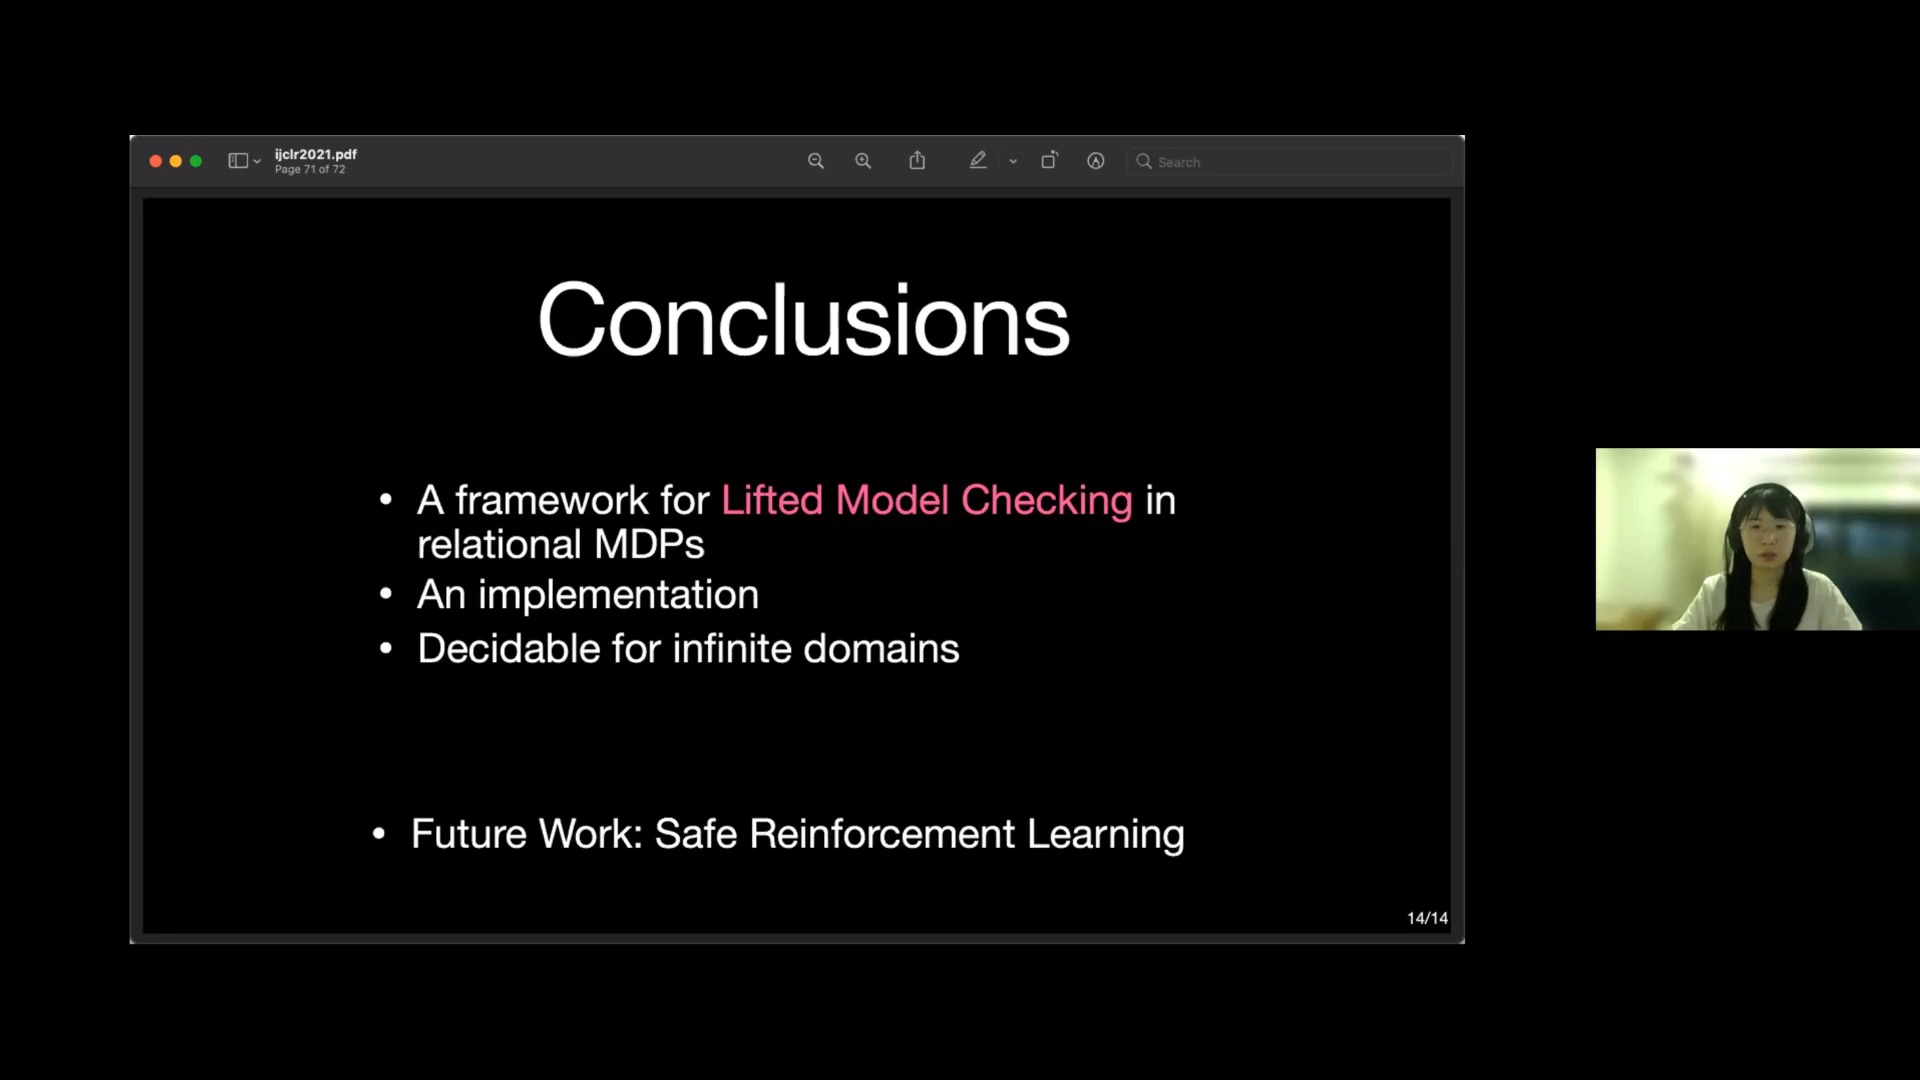 ijclr2021.pdf
Page 71 of 72
Search
Conclusions
• A framework for Lifted Model Checking in
relational MDPs
• An implementation
• Decidable for infinite domains
• Future Work: Safe Reinforcement Learning
14/14